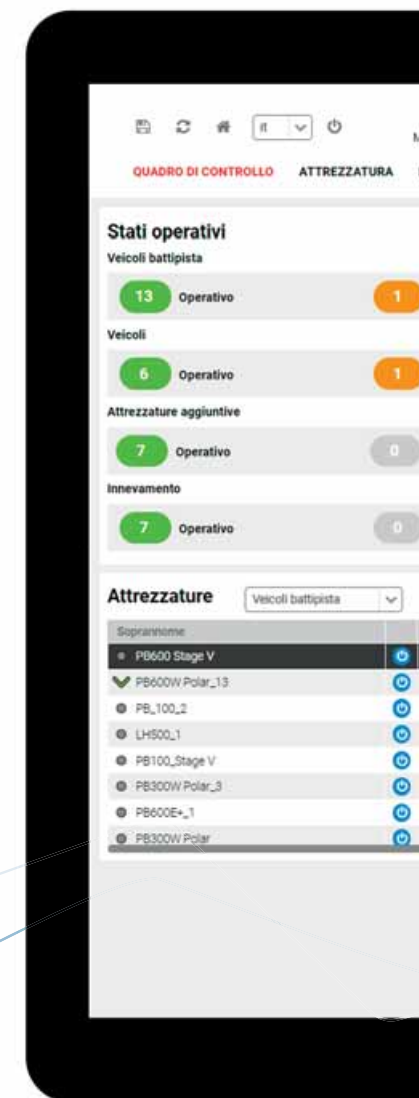 it
M
QUADRO DI CONTROLLO ATTREZZATURA
Stati operativi
Veicoli battipista
13 Operativo 1
Veicoli
6 Operativo 1
Attrezzature aggiuntive
7 Operativo 0
Innevamento
7 Operativo 0
Attrezzature Veicoli battipista
Soprannome
PB600 Stage V
PB600W Polar_13
PB_100_2
LH500_1
PB100_Stage V
PB300W Polar_3
PB600E+_1
PB300W Polar